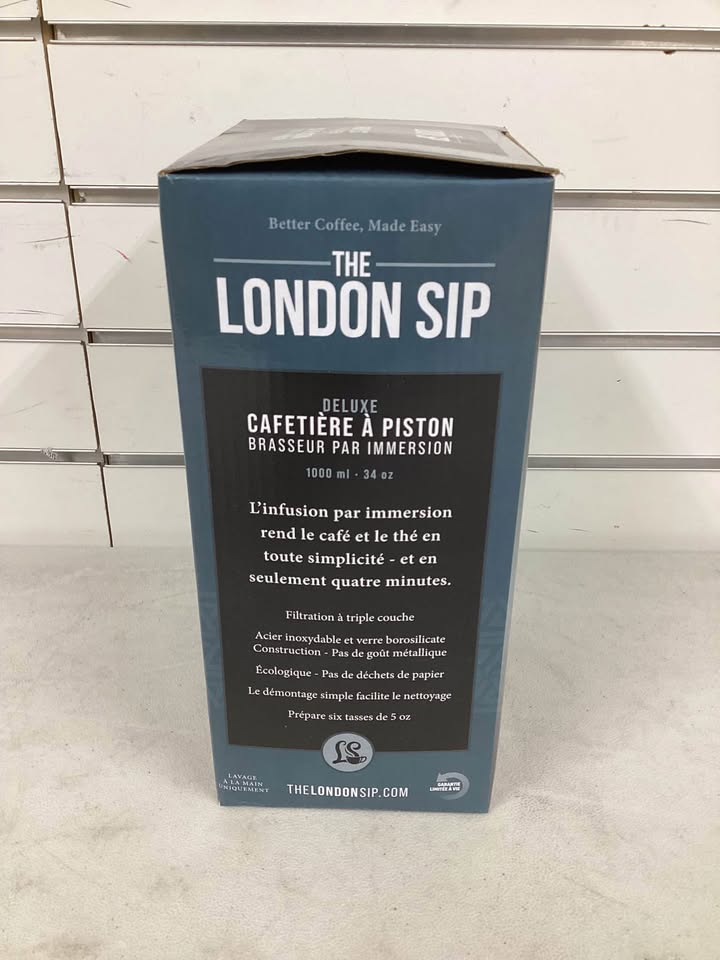 Better Coffee, Made Easy
THE
LONDON SIP
DELUXE
CAFETIÈRE À PISTON
BRASSEUR PAR IMMERSION
1000 ml - 34 oz
L'infusion par immersion
rend le café et le thé en
toute simplicité - et en
seulement quatre minutes.
Filtration à triple couche
Acier inoxydable et verre borosilicate
Construction - Pas de goût métallique
Écologique - Pas de déchets de papier
Le démontage simple facilite le nettoyage
Prépare six tasses de 5 oz
LS
LAVAGE
À LA MAIN
UNIQUEMENT
THELONDONSIP.COM
GARANTIE
LIMITÉE À VIE